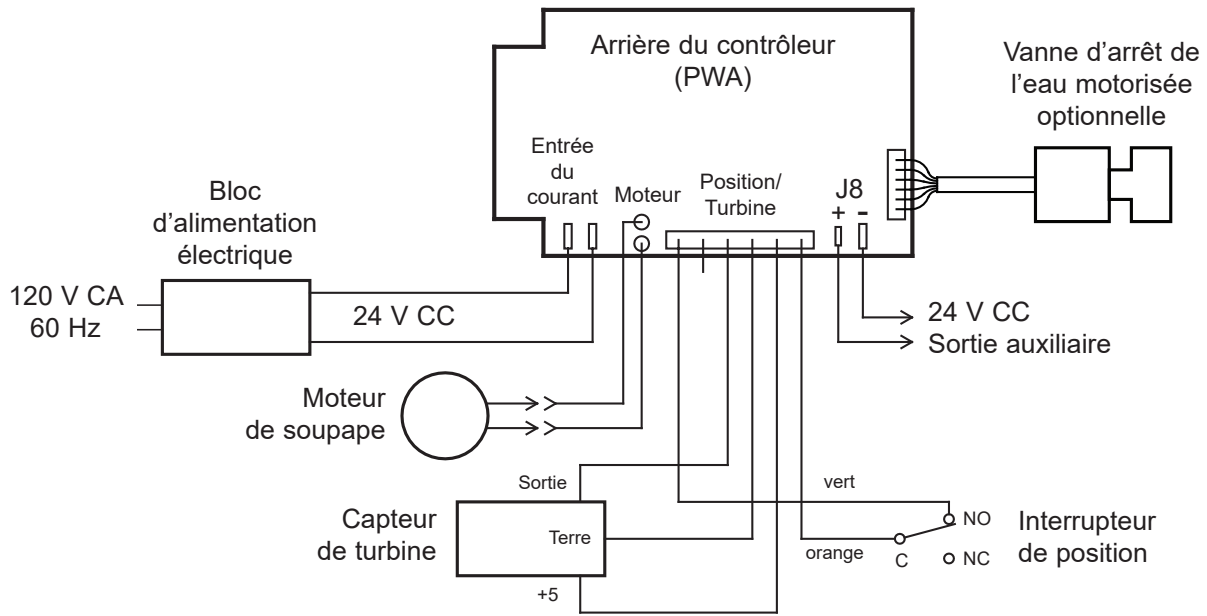 Arrière du contrôleur
(PWA)
Vanne d’arrêt de
l’eau motorisée
optionnelle
Entrée
du
courant
Moteur
Position/
Turbine
J8
+ -
Bloc
d’alimentation
électrique
120 V CA
60 Hz
24 V CC
24 V CC
Sortie auxiliaire
Moteur
de soupape
Sortie
Capteur
de turbine
Terre
+5
vert
orange
NO
C
NC
Interrupteur
de position